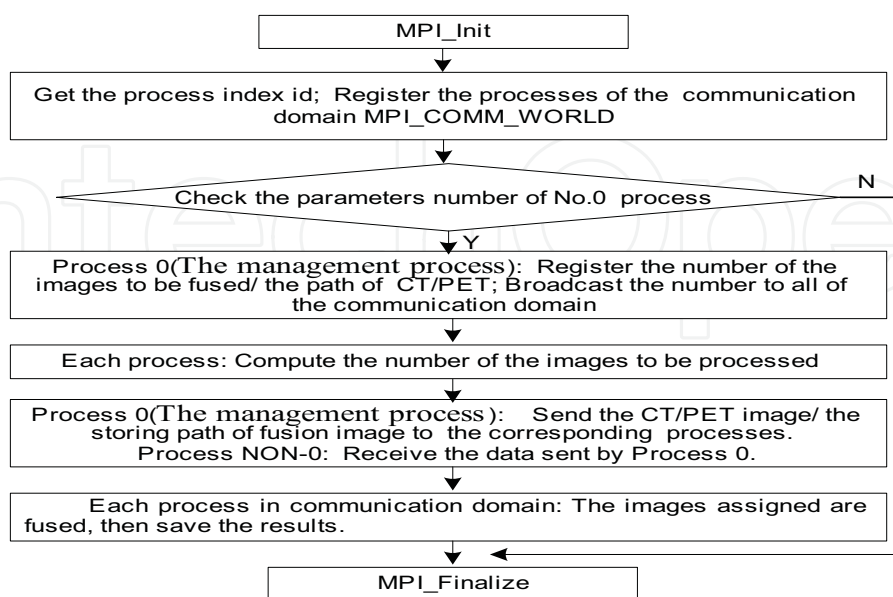 MPI_Init
Get the process index id; Register the processes of the communication
domain MPI_COMM_WORLD
Check the parameters number of No.0 process
N
Y
Process 0(The management process): Register the number of the
images to be fused/ the path of CT/PET; Broadcast the number to all of
the communication domain
Each process: Compute the number of the images to be processed
Process 0(The management process): Send the CT/PET image/ the
storing path of fusion image to the corresponding processes.
Process NON-0: Receive the data sent by Process 0.
Each process in communication domain: The images assigned are
fused, then save the results.
MPI_Finalize